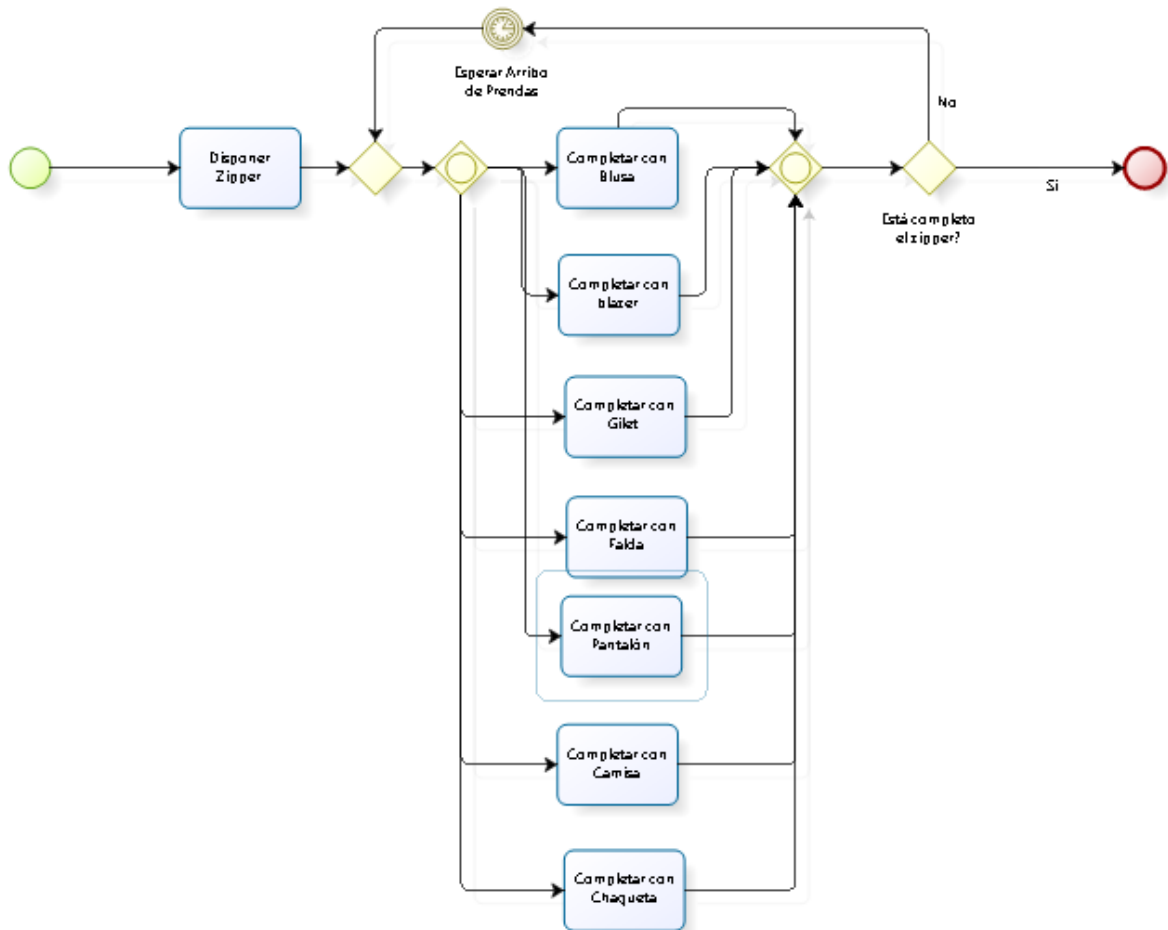 Esperar Arribo
de Prendas
No
Disponer
Zipper
Completar con
Blusa
Si
Está completo
el zipper?
Completar con
blazer
Completar con
Gilet
Completar con
Falda
Completar con
Pantalón
Completar con
Camisa
Completar con
Chaqueta